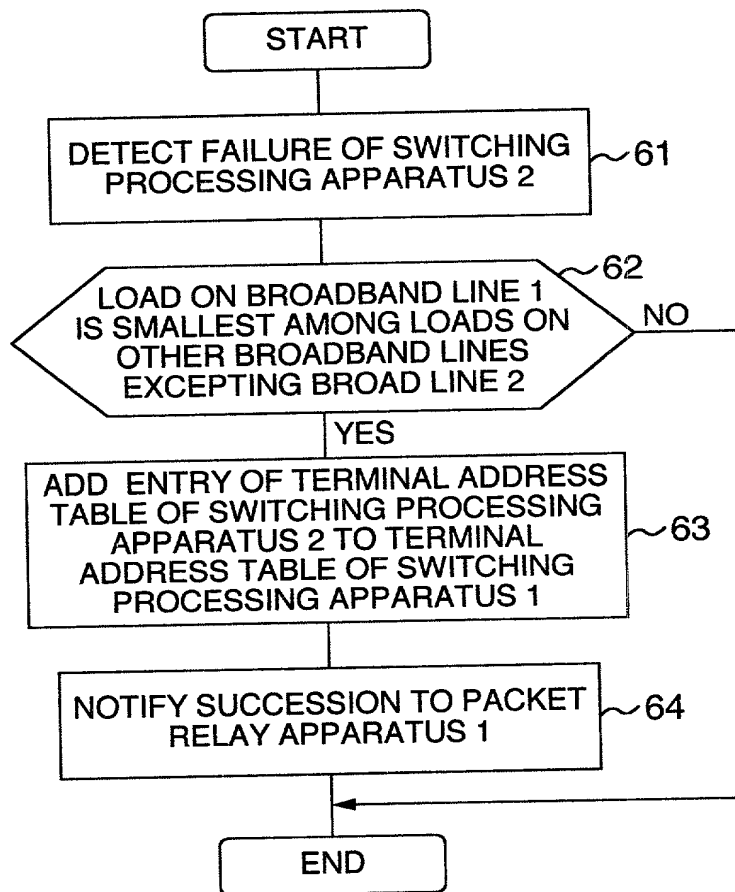 START
DETECT FAILURE OF SWITCHING
PROCESSING APPARATUS 2
61
62
LOAD ON BROADBAND LINE 1
IS SMALLEST AMONG LOADS ON
OTHER BROADBAND LINES
EXCEPTING BROAD LINE 2
NO
YES
ADD ENTRY OF TERMINAL ADDRESS
TABLE OF SWITCHING PROCESSING
APPARATUS 2 TO TERMINAL
ADDRESS TABLE OF SWITCHING
PROCESSING APPARATUS 1
63
NOTIFY SUCCESSION TO PACKET
RELAY APPARATUS 1
64
END